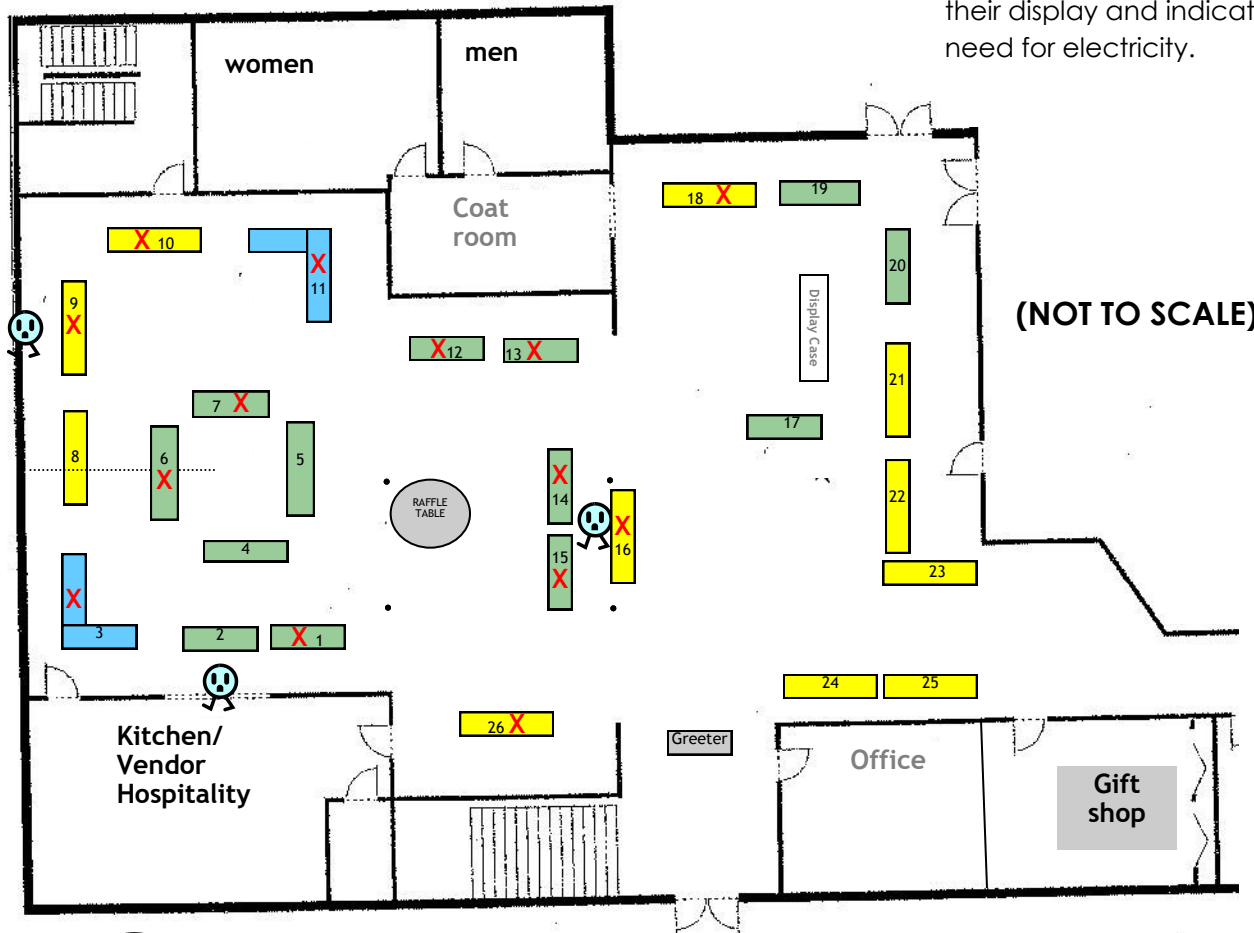 their display and indicat
need for electricity.
women
men
Coat
room
18 X
19
X 10
X
11
20
9
X
Display Case
(NOT TO SCALE)
X 12
13 X
21
7 X
17
8
6
X
5
X
14
RAFFLE
TABLE
22
X
16
4
15
X
23
X
3
2
X 1
24
25
26 X
Greeter
Kitchen/
Vendor
Hospitality
Office
Gift
shop